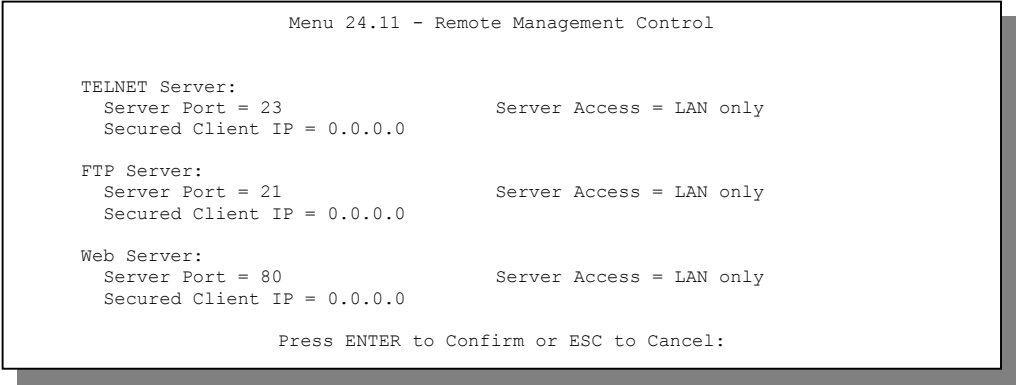 Menu 24.11 - Remote Management Control
TELNET Server:
Server Port = 23 Server Access = LAN only
Secured Client IP = 0.0.0.0
FTP Server:
Server Port = 21 Server Access = LAN only
Secured Client IP = 0.0.0.0
Web Server:
Server Port = 80 Server Access = LAN only
Secured Client IP = 0.0.0.0
Press ENTER to Confirm or ESC to Cancel: